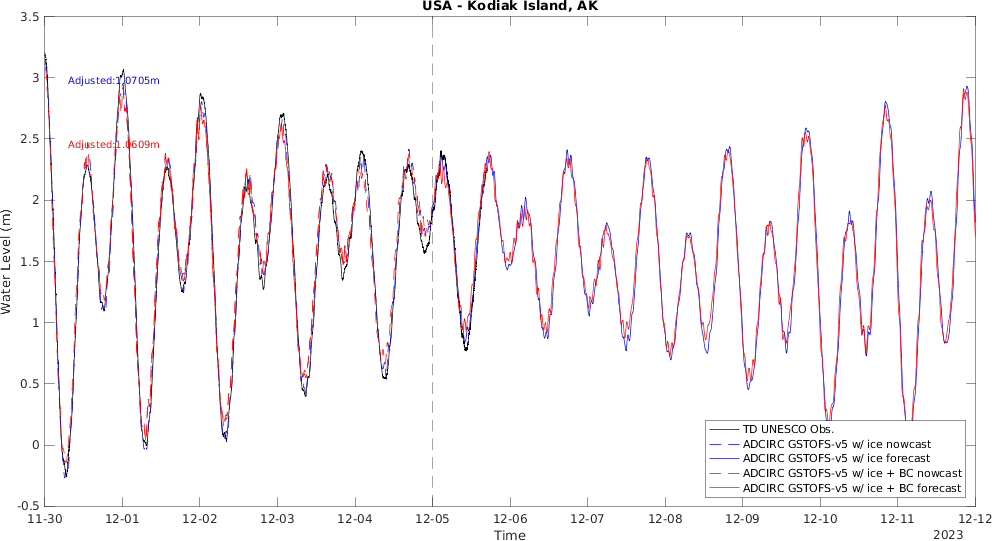 USA - Kodiak Island, AK
3.5
3
2.5
2
1.5
1
0.5
0
-0.5
Water Level (m)
Adjusted:1.0705m
Adjusted:1.0609m
TD UNESCO Obs.
ADCIRC GSTOFS-v5 w/ ice nowcast
ADCIRC GSTOFS-v5 w/ ice forecast
ADCIRC GSTOFS-v5 w/ ice + BC nowcast
ADCIRC GSTOFS-v5 w/ ice + BC forecast
11-30 12-01 12-02 12-03 12-04 12-05 12-06 12-07 12-08 12-09 12-10 12-11 12-12
Time
2023